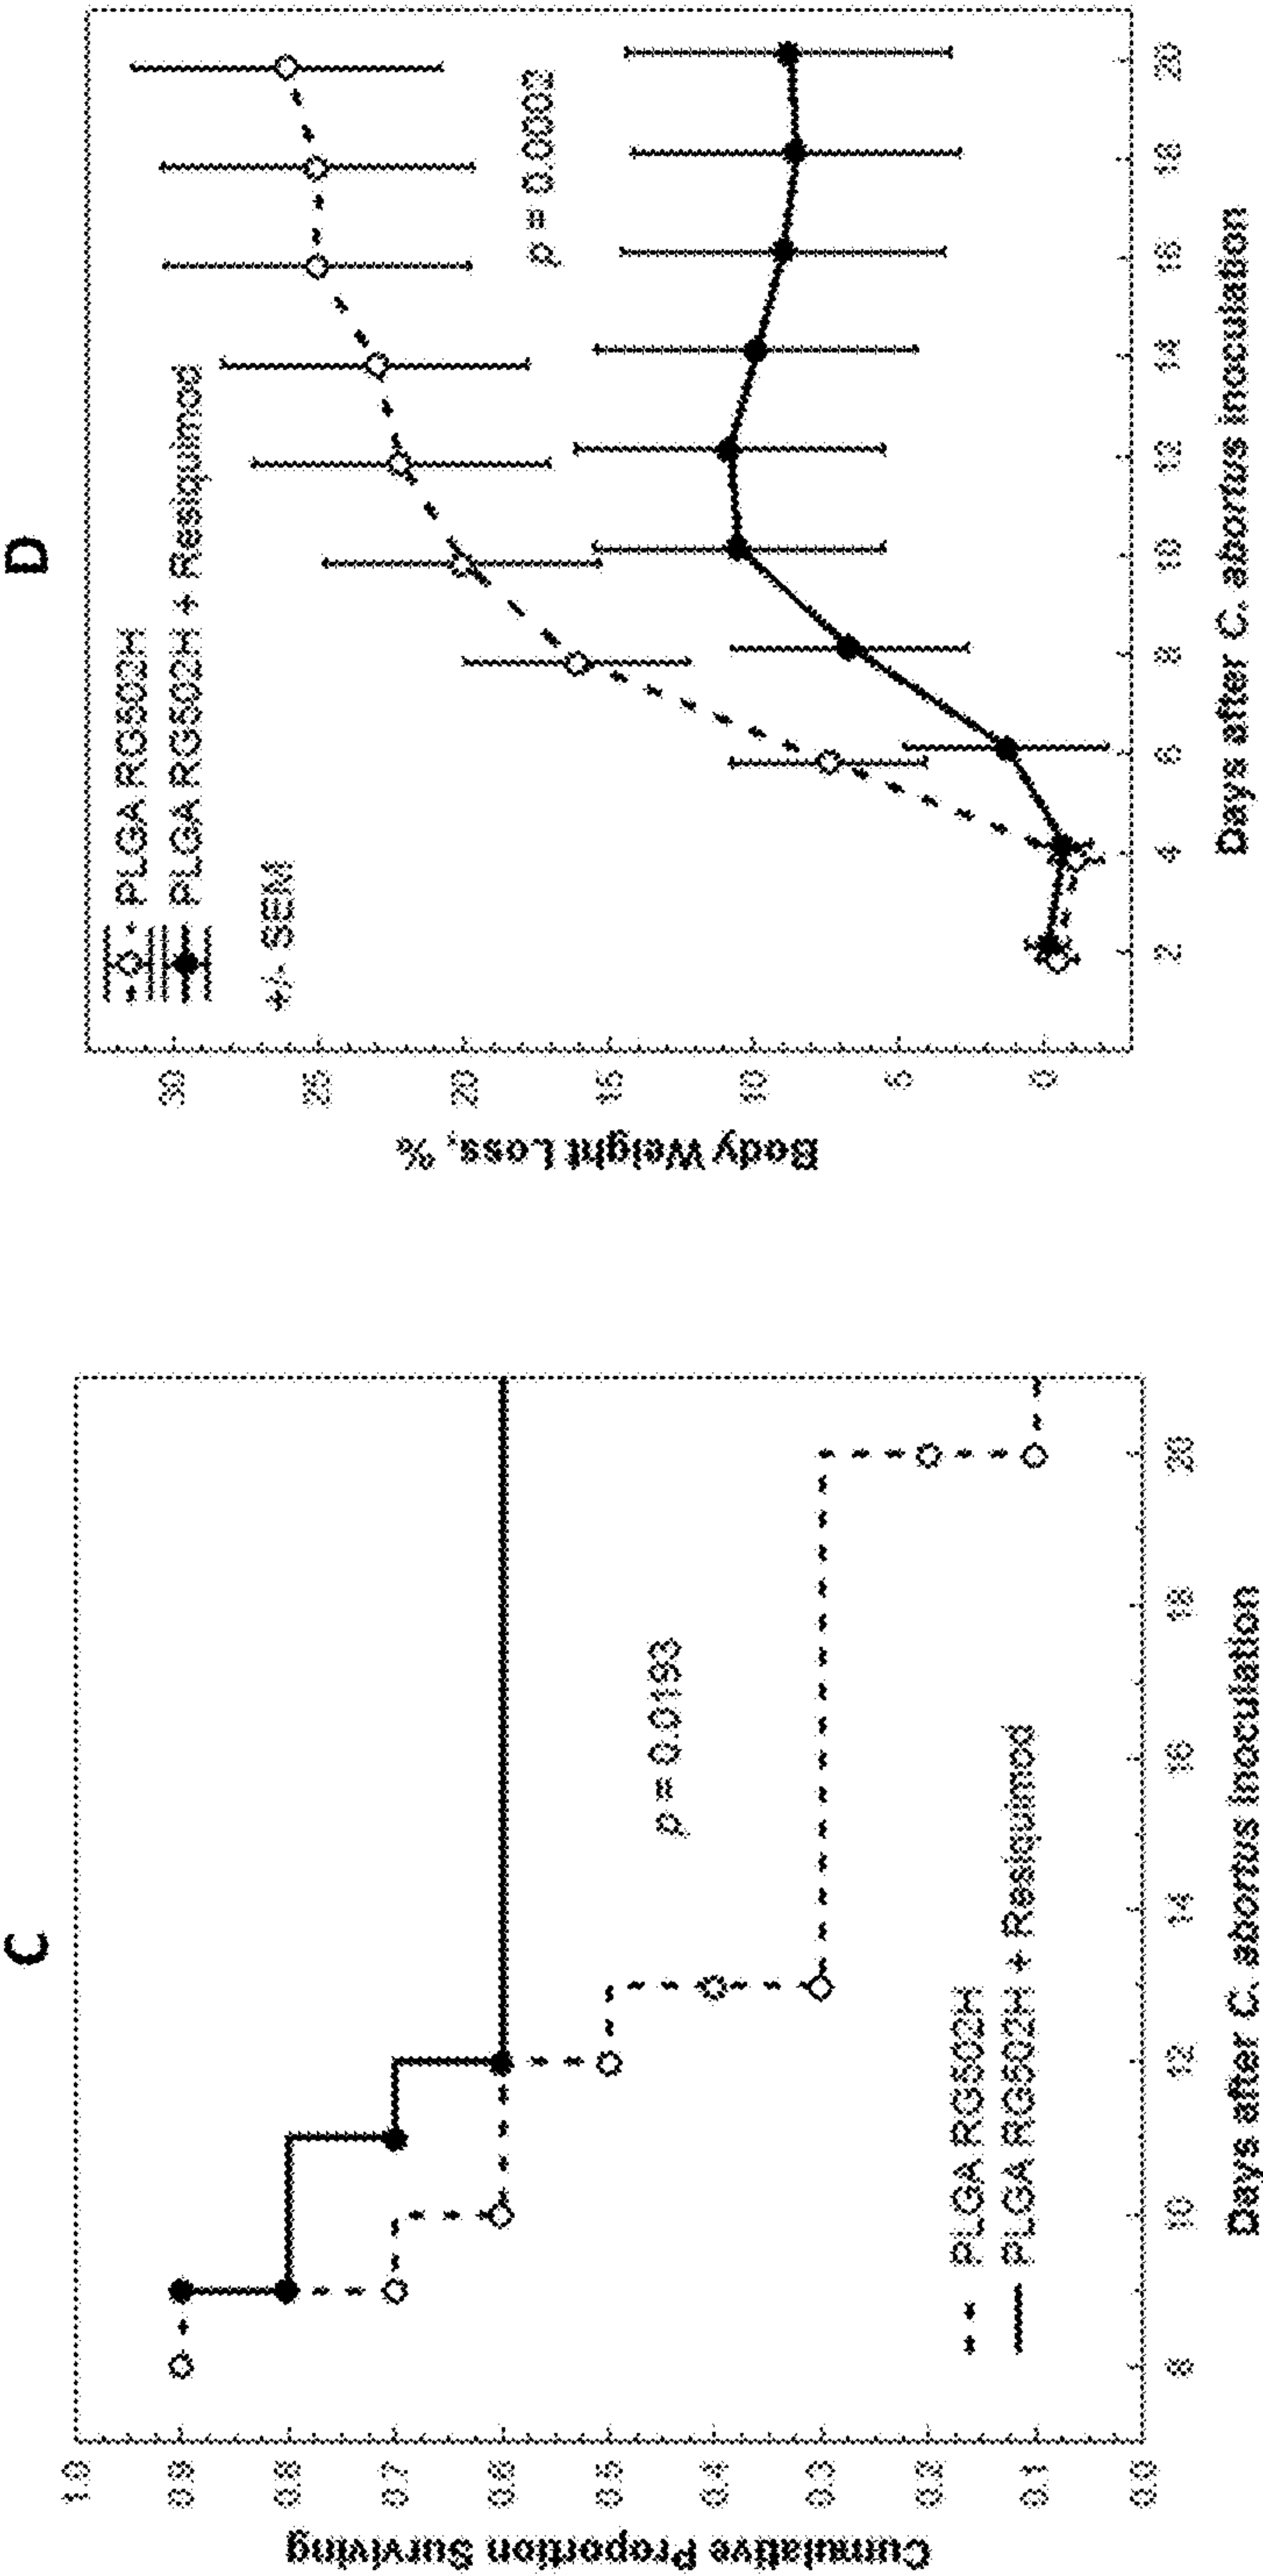 C
Cumulative Proportion Surviving
1.0
0.9
0.8
0.7
0.6
0.5
0.4
0.3
0.2
0.1
0.0
p = 0.0193
PLGA RG502H
PLGA RG502H + Resiquimod
8
10
12
14
16
18
20
Days after C. abortus inoculation
D
Body Weight Loss, %
30
25
20
15
10
5
0
PLGA RG502H
PLGA RG502H + Resiquimod
+/- SEM
p = 0.0002
2
4
6
8
10
12
14
16
18
20
Days after C. abortus inoculation